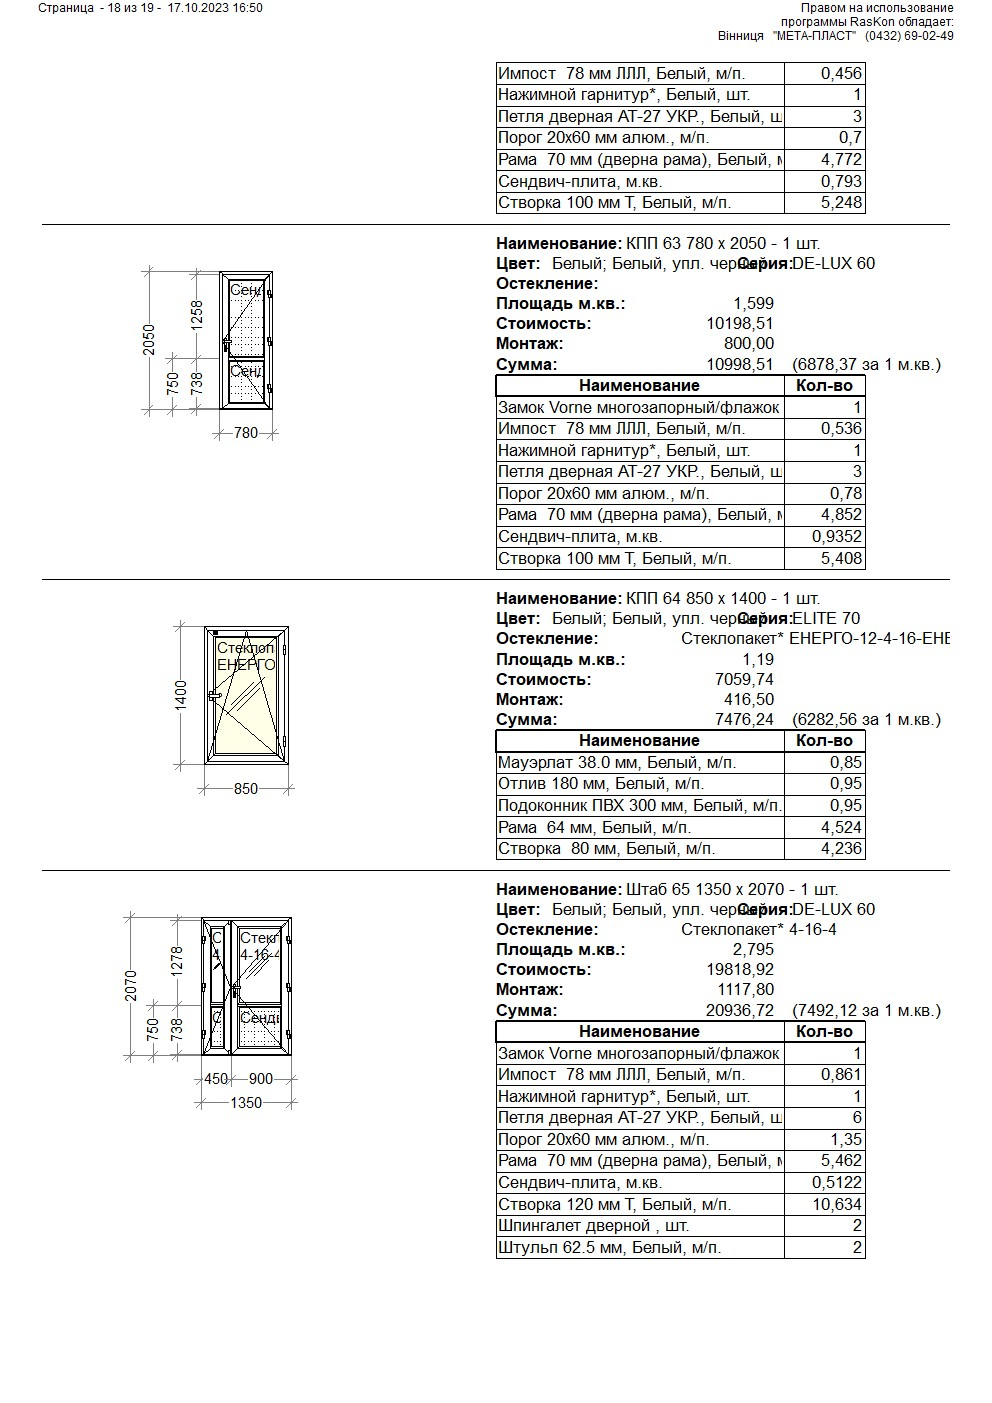 Страница - 18 из 19 - 17.10.2023 16:50
Правом на использование
программы RasKon обладает:
Вінниця "МЕТА-ПЛАСТ" (0432) 69-02-49
Импост 78 мм ЛЛЛ, Белый, м/п. 0,456
Нажимной гарнитур*, Белый, шт. 1
Петля дверная АТ-27 УКР., Белый, ш 3
Порог 20х60 мм алюм., м/п. 0,7
Рама 70 мм (дверна рама), Белый, м 4,772
Сендвич-плита, м.кв. 0,793
Створка 100 мм Т, Белый, м/п. 5,248
Наименование: КПП 63 780 x 2050 - 1 шт.
Цвет: Белый; Белый, упл. черный Серия: DE-LUX 60
Остекление:
Площадь м.кв.: 1,599
Стоимость: 10198,51
Монтаж: 800,00
Сумма: 10998,51 (6878,37 за 1 м.кв.)
Наименование Кол-во
Замок Vorne многозапорный/флажок 1
Импост 78 мм ЛЛЛ, Белый, м/п. 0,536
Нажимной гарнитур*, Белый, шт. 1
Петля дверная АТ-27 УКР., Белый, ш 3
Порог 20х60 мм алюм., м/п. 0,78
Рама 70 мм (дверна рама), Белый, м 4,852
Сендвич-плита, м.кв. 0,9352
Створка 100 мм Т, Белый, м/п. 5,408
Сенд
1258
2050
750
738
Сенд
780
Наименование: КПП 64 850 x 1400 - 1 шт.
Цвет: Белый; Белый, упл. черный Серия: ELITE 70
Остекление: Стеклопакет* ЕНЕРГО-12-4-16-ЕНЕ
Площадь м.кв.: 1,19
Стоимость: 7059,74
Монтаж: 416,50
Сумма: 7476,24 (6282,56 за 1 м.кв.)
Наименование Кол-во
Мауэрлат 38.0 мм, Белый, м/п. 0,85
Отлив 180 мм, Белый, м/п. 0,95
Подоконник ПВХ 300 мм, Белый, м/п. 0,95
Рама 64 мм, Белый, м/п. 4,524
Створка 80 мм, Белый, м/п. 4,236
Стеклоп
ЕНЕРГО
1400
850
Наименование: Штаб 65 1350 x 2070 - 1 шт.
Цвет: Белый; Белый, упл. черный Серия: DE-LUX 60
Остекление: Стеклопакет* 4-16-4
Площадь м.кв.: 2,795
Стоимость: 19818,92
Монтаж: 1117,80
Сумма: 20936,72 (7492,12 за 1 м.кв.)
Наименование Кол-во
Замок Vorne многозапорный/флажок 1
Импост 78 мм ЛЛЛ, Белый, м/п. 0,861
Нажимной гарнитур*, Белый, шт. 1
Петля дверная АТ-27 УКР., Белый, ш 6
Порог 20х60 мм алюм., м/п. 1,35
Рама 70 мм (дверна рама), Белый, м 5,462
Сендвич-плита, м.кв. 0,5122
Створка 120 мм Т, Белый, м/п. 10,634
Шпингалет дверной , шт. 2
Штульп 62.5 мм, Белый, м/п. 2
С Стекл
4 4-16-4
1278
2070
750
738
С Сендв
450 900
1350